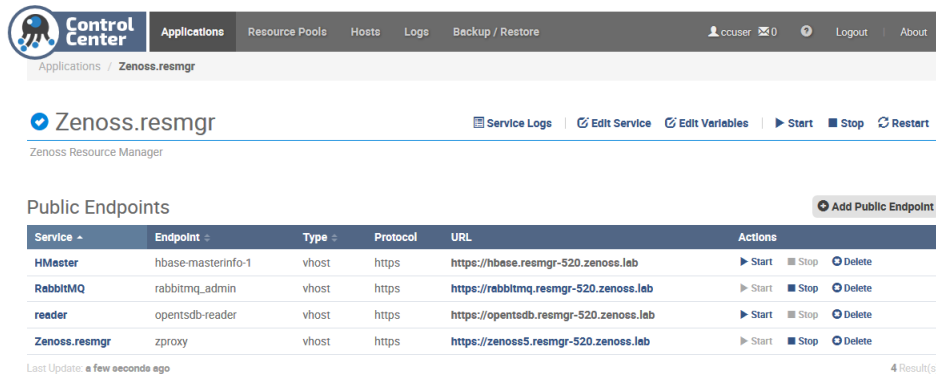 Control Center Applications Resource Pools Hosts Logs Backup / Restore ccuser 0 ? Logout About
Applications / Zenoss.resmgr
Zenoss.resmgr Service Logs Edit Service Edit Variables Start Stop Restart
Zenoss Resource Manager
Public Endpoints Add Public Endpoint
Service Endpoint Type Protocol URL Actions
HMaster hbase-masterinfo-1 vhost https https://hbase.resmgr-520.zenoss.lab Start Stop Delete
RabbitMQ rabbitmq_admin vhost https https://rabbitmq.resmgr-520.zenoss.lab Start Stop Delete
reader opentsdb-reader vhost https https://opentsdb.resmgr-520.zenoss.lab Start Stop Delete
Zenoss.resmgr zproxy vhost https https://zenoss5.resmgr-520.zenoss.lab Start Stop Delete
Last Update: a few seconds ago 4 Result(s